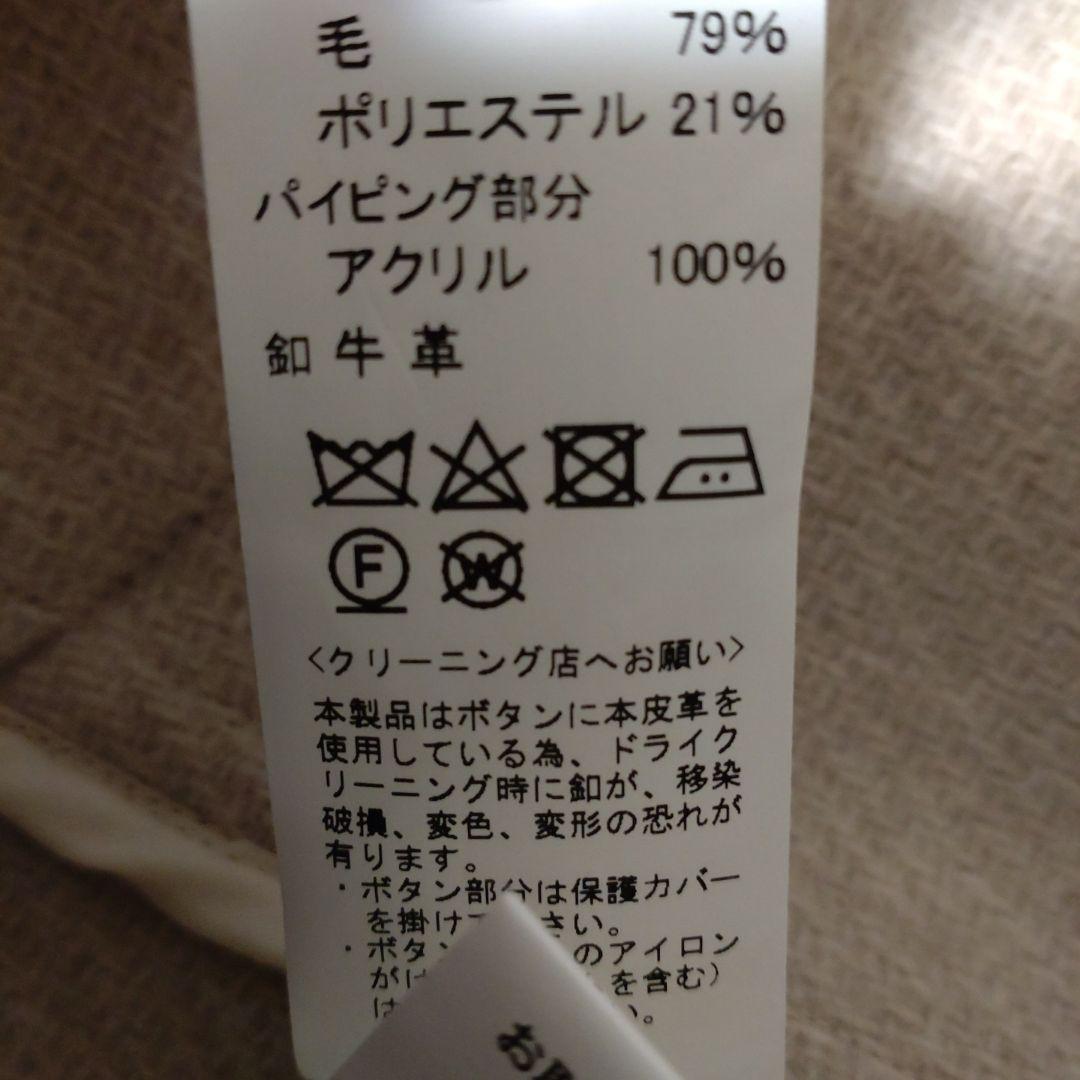 毛 79%
ポリエステル 21%
パイピング部分
アクリル 100%
釦 牛 革
F W
<クリーニング店へお願い>
本製品はボタンに本皮革を
使用している為、ドライク
リーニング時に釦が、移染
破損、変色、変形の恐れが
有ります。
・ボタン部分は保護カバー
を掛け さい。
・ボタ のアイロン
が を含む)
は い。
お